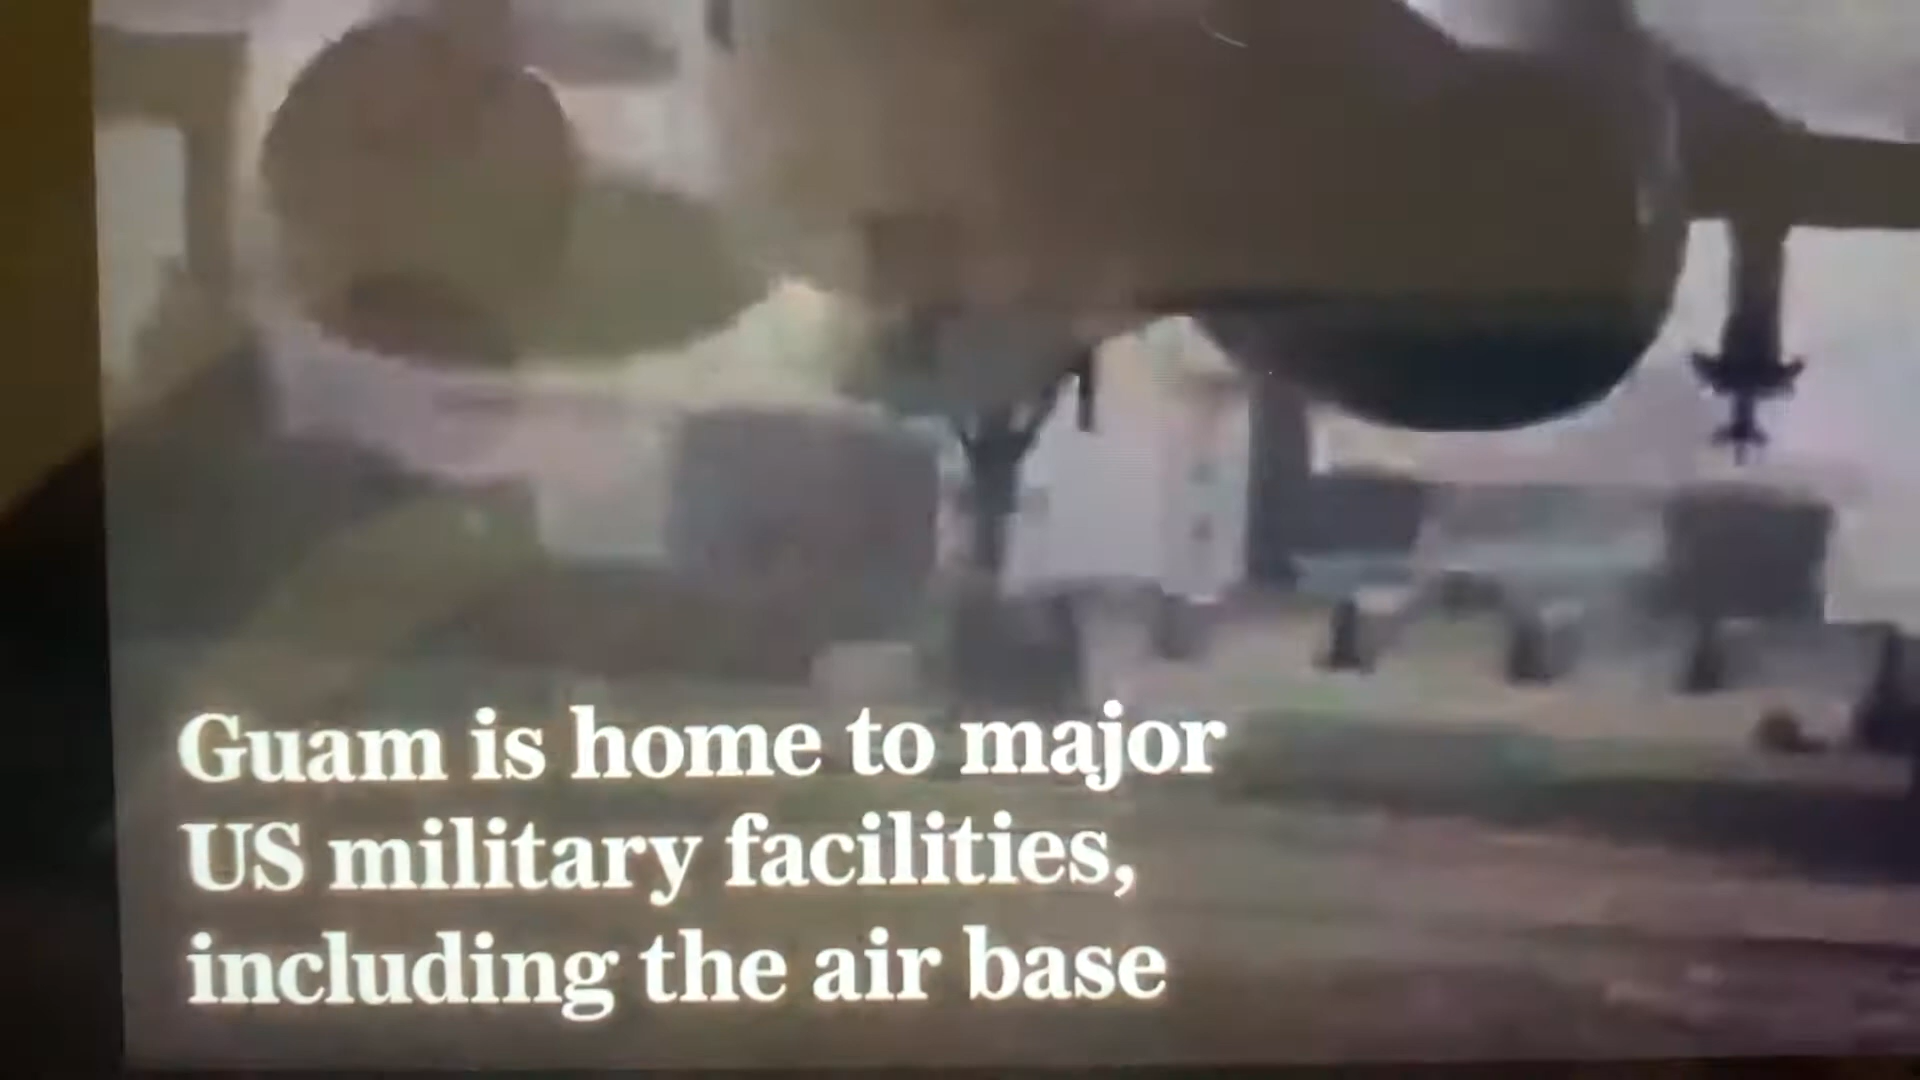 Guam is home to major
US military facilities,
including the air base